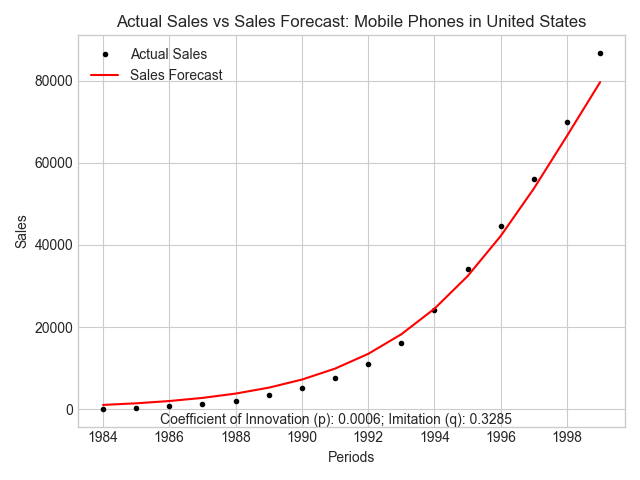 Actual Sales vs Sales Forecast: Mobile Phones in United States
Actual Sales
Sales Forecast
Sales
80000
60000
40000
20000
0
Coefficient of Innovation (p): 0.0006; Imitation (q): 0.3285
1984 1986 1988 1990 1992 1994 1996 1998
Periods